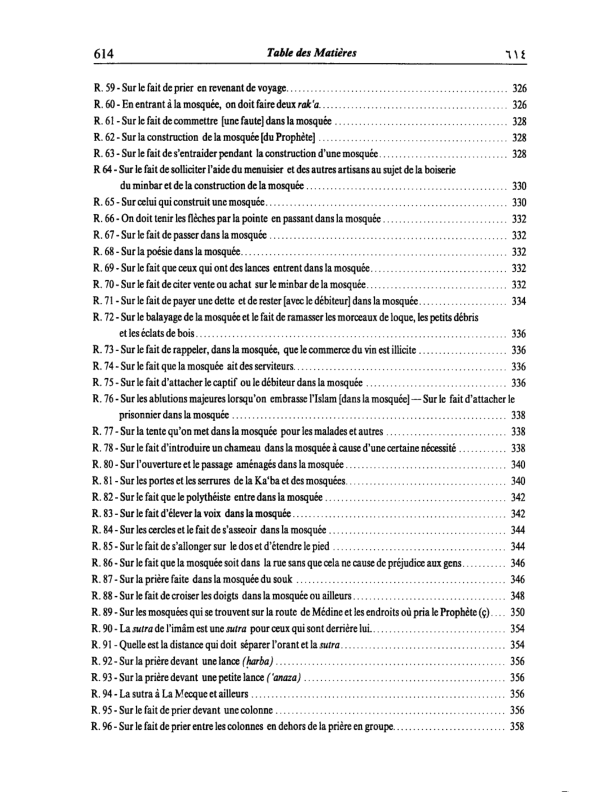 614 Table des Matières ٦١٤
R. 59 - Sur le fait de prier en revenant de voyage. 326
R. 60 - En entrant à la mosquée, on doit faire deux rak'a. 326
R. 61 - Sur le fait de commettre [une faute] dans la mosquée 328
R. 62 - Sur la construction de la mosquée [du Prophète] 328
R. 63 - Sur le fait de s'entraider pendant la construction d'une mosquée. 328
R 64 - Sur le fait de solliciter l'aide du menuisier et des autres artisans au sujet de la boiserie
du minbar et de la construction de la mosquée 330
R. 65 - Sur celui qui construit une mosquée. 330
R. 66 - On doit tenir les flèches par la pointe en passant dans la mosquée 332
R. 67 - Sur le fait de passer dans la mosquée 332
R. 68 - Sur la poésie dans la mosquée. 332
R. 69 - Sur le fait que ceux qui ont des lances entrent dans la mosquée. 332
R. 70 - Sur le fait de citer vente ou achat sur le minbar de la mosquée. 332
R. 71 - Sur le fait de payer une dette et de rester [avec le débiteur] dans la mosquée. 334
R. 72 - Sur le balayage de la mosquée et le fait de ramasser les morceaux de loque, les petits débris
et les éclats de bois. 336
R. 73 - Sur le fait de rappeler, dans la mosquée, que le commerce du vin est illicite 336
R. 74 - Sur le fait que la mosquée ait des serviteurs. 336
R. 75 - Sur le fait d'attacher le captif ou le débiteur dans la mosquée 336
R. 76 - Sur les ablutions majeures lorsqu'on embrasse l'Islam [dans la mosquée] — Sur le fait d'attacher le
prisonnier dans la mosquée 338
R. 77 - Sur la tente qu'on met dans la mosquée pour les malades et autres 338
R. 78 - Sur le fait d'introduire un chameau dans la mosquée à cause d'une certaine nécessité 338
R. 80 - Sur l'ouverture et le passage aménagés dans la mosquée 340
R. 81 - Sur les portes et les serrures de la Ka'ba et des mosquées. 340
R. 82 - Sur le fait que le polythéiste entre dans la mosquée 342
R. 83 - Sur le fait d'élever la voix dans la mosquée 342
R. 84 - Sur les cercles et le fait de s'asseoir dans la mosquée 344
R. 85 - Sur le fait de s'allonger sur le dos et d'étendre le pied 344
R. 86 - Sur le fait que la mosquée soit dans la rue sans que cela ne cause de préjudice aux gens. 346
R. 87 - Sur la prière faite dans la mosquée du souk 346
R. 88 - Sur le fait de croiser les doigts dans la mosquée ou ailleurs 348
R. 89 - Sur les mosquées qui se trouvent sur la route de Médine et les endroits où pria le Prophète (ç) 350
R. 90 - La sutra de l'imâm est une sutra pour ceux qui sont derrière lui. 354
R. 91 - Quelle est la distance qui doit séparer l'orant et la sutra 354
R. 92 - Sur la prière devant une lance (ḥarba) 356
R. 93 - Sur la prière devant une petite lance ('anaza) 356
R. 94 - La sutra à La Mecque et ailleurs 356
R. 95 - Sur le fait de prier devant une colonne 356
R. 96 - Sur le fait de prier entre les colonnes en dehors de la prière en groupe. 358